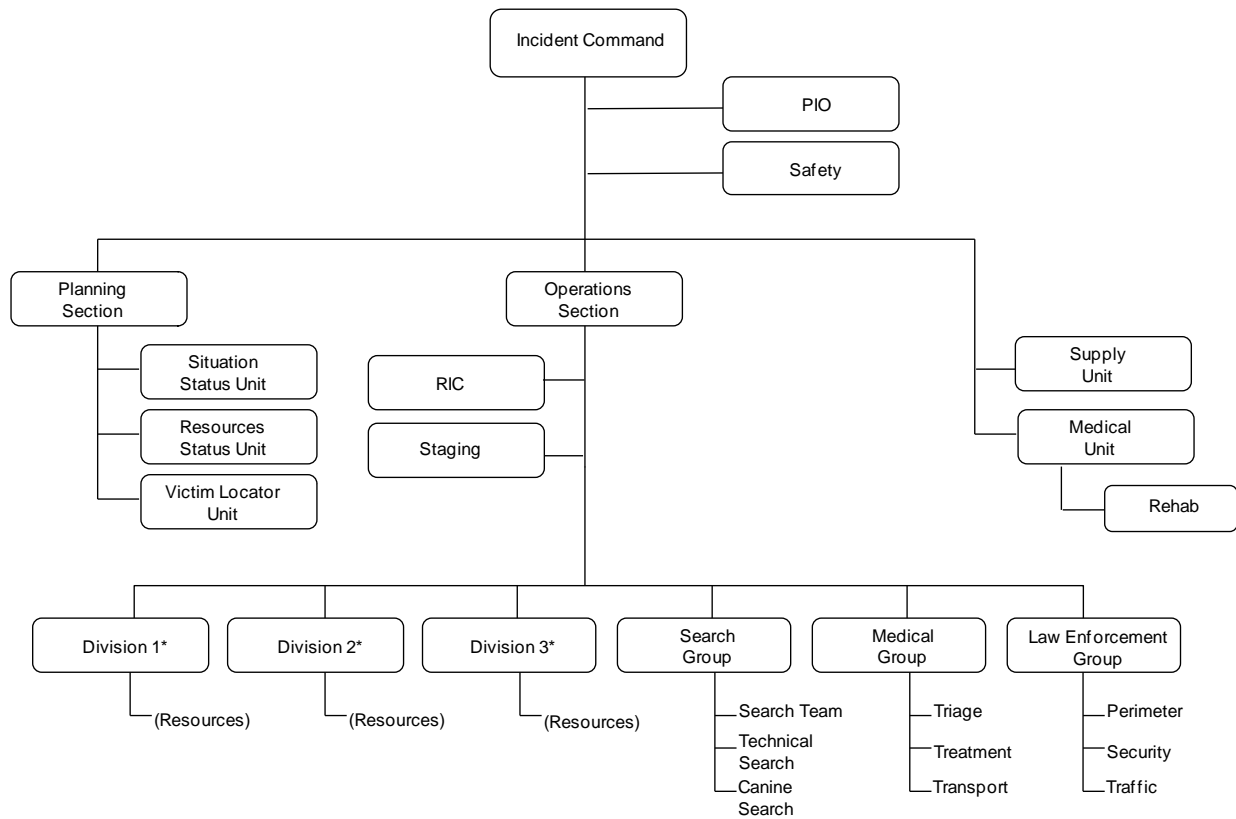 Incident Command
PIO
Safety
Planning
Section
Operations
Section
Situation
Status Unit
Resources
Status Unit
Victim Locator
Unit
RIC
Staging
Supply
Unit
Medical
Unit
Rehab
Division 1*
Division 2*
Division 3*
Search
Group
Medical
Group
Law Enforcement
Group
(Resources)
(Resources)
(Resources)
Search Team
Technical
Search
Canine
Search
Triage
Treatment
Transport
Perimeter
Security
Traffic